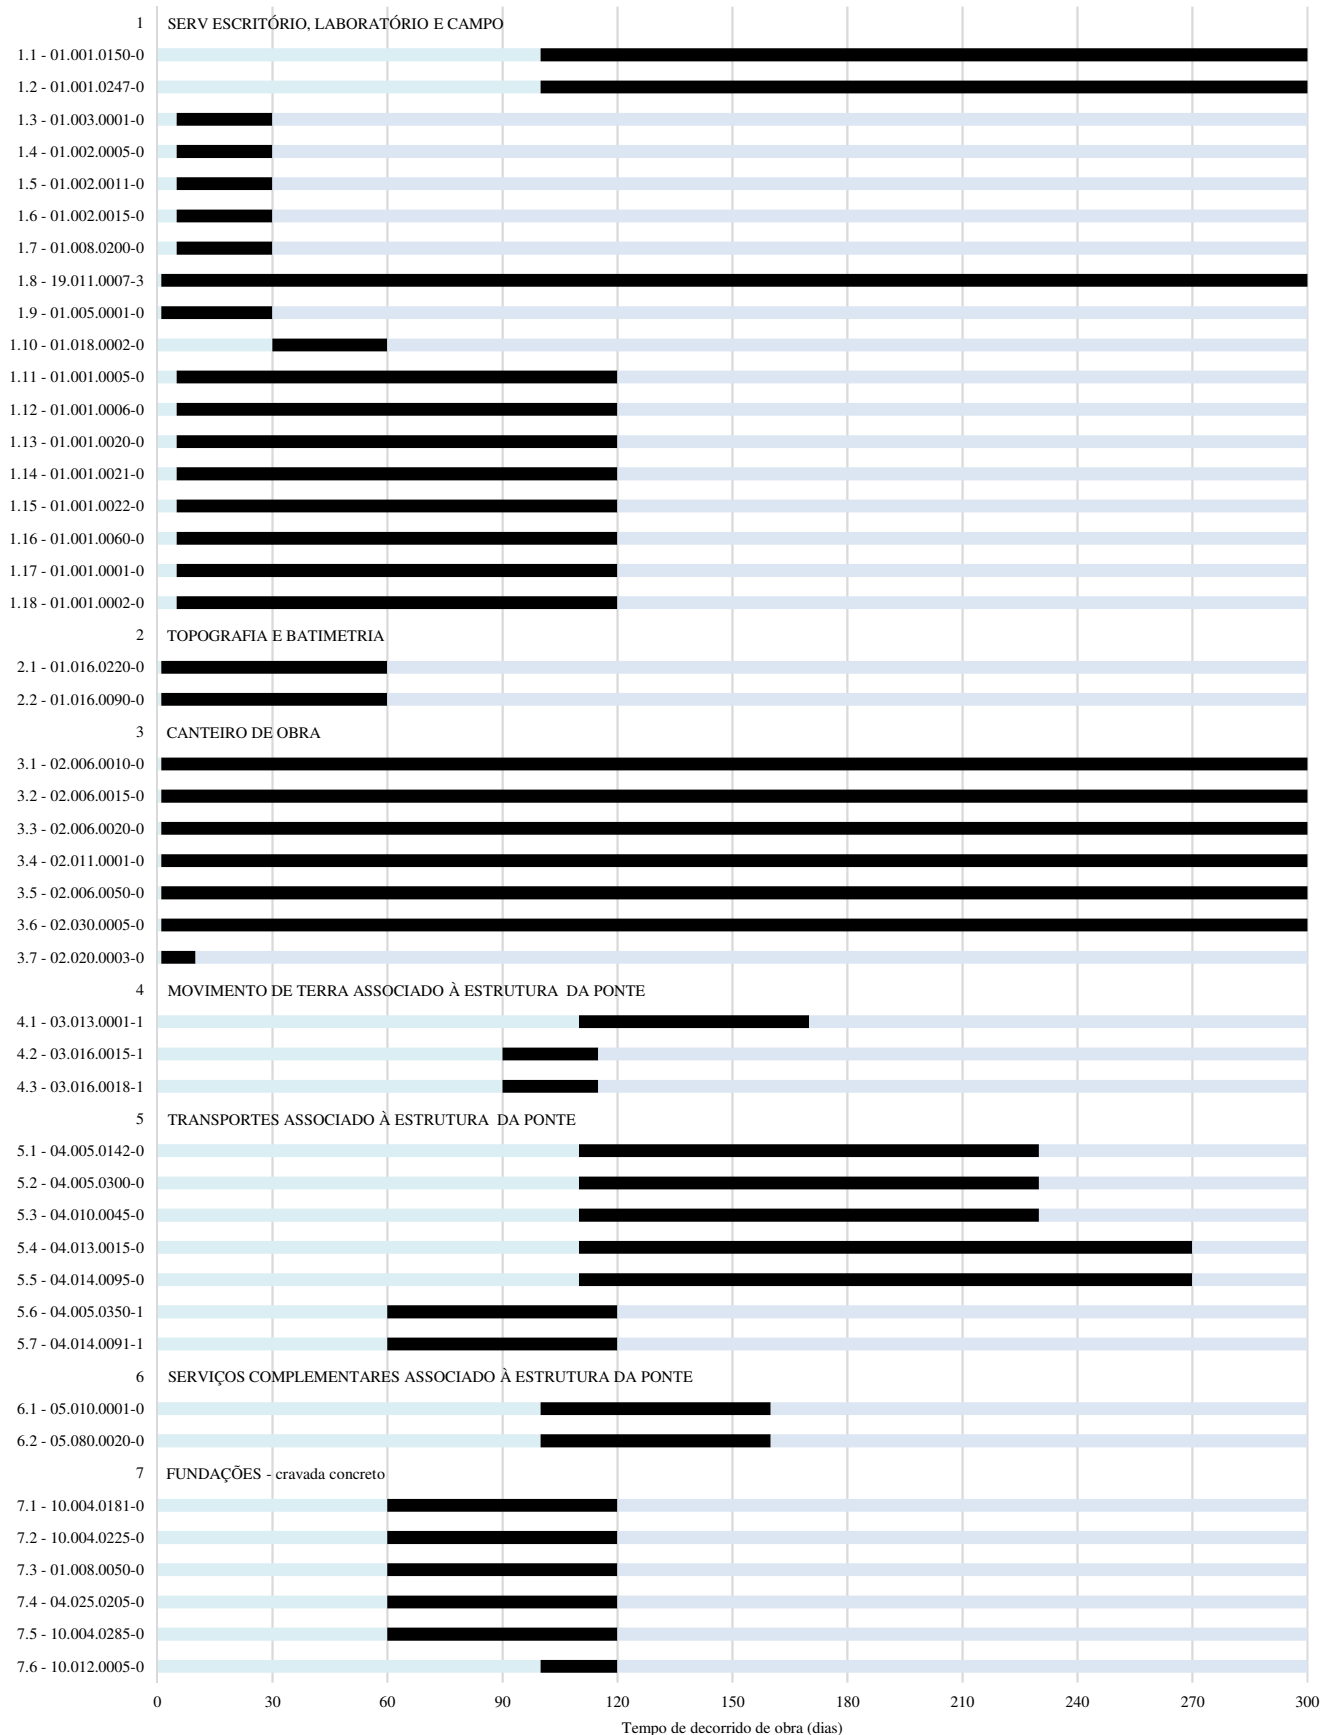 1 SERV ESCRITÓRIO, LABORATÓRIO E CAMPO
1.1 - 01.001.0150-0
1.2 - 01.001.0247-0
1.3 - 01.003.0001-0
1.4 - 01.002.0005-0
1.5 - 01.002.0011-0
1.6 - 01.002.0015-0
1.7 - 01.008.0200-0
1.8 - 19.011.0007-3
1.9 - 01.005.0001-0
1.10 - 01.018.0002-0
1.11 - 01.001.0005-0
1.12 - 01.001.0006-0
1.13 - 01.001.0020-0
1.14 - 01.001.0021-0
1.15 - 01.001.0022-0
1.16 - 01.001.0060-0
1.17 - 01.001.0001-0
1.18 - 01.001.0002-0
2 TOPOGRAFIA E BATIMETRIA
2.1 - 01.016.0220-0
2.2 - 01.016.0090-0
3 CANTEIRO DE OBRA
3.1 - 02.006.0010-0
3.2 - 02.006.0015-0
3.3 - 02.006.0020-0
3.4 - 02.011.0001-0
3.5 - 02.006.0050-0
3.6 - 02.030.0005-0
3.7 - 02.020.0003-0
4 MOVIMENTO DE TERRA ASSOCIADO À ESTRUTURA DA PONTE
4.1 - 03.013.0001-1
4.2 - 03.016.0015-1
4.3 - 03.016.0018-1
5 TRANSPORTES ASSOCIADO À ESTRUTURA DA PONTE
5.1 - 04.005.0142-0
5.2 - 04.005.0300-0
5.3 - 04.010.0045-0
5.4 - 04.013.0015-0
5.5 - 04.014.0095-0
5.6 - 04.005.0350-1
5.7 - 04.014.0091-1
6 SERVIÇOS COMPLEMENTARES ASSOCIADO À ESTRUTURA DA PONTE
6.1 - 05.010.0001-0
6.2 - 05.080.0020-0
7 FUNDAÇÕES - cravada concreto
7.1 - 10.004.0181-0
7.2 - 10.004.0225-0
7.3 - 01.008.0050-0
7.4 - 04.025.0205-0
7.5 - 10.004.0285-0
7.6 - 10.012.0005-0
0 30 60 90 120 150 180 210 240 270 300
Tempo de decorrido de obra (dias)